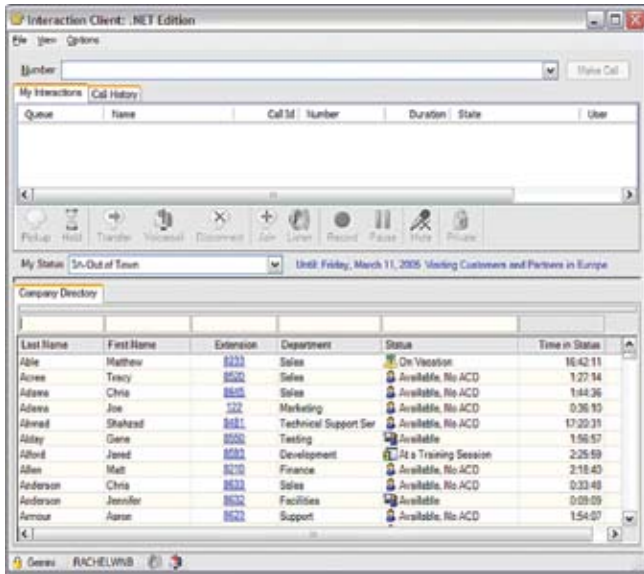 Interaction Client: .NET Edition
File View Options
Number Make Call
My Interactions Call History
Queue Name Call Id Number Duration State User
Pickup Hold Transfer Voicemail Disconnect Join Listen Record Pause Mute Private
My Status In-Out of Town Until: Friday, March 11, 2005 Visiting Customers and Partners in Europe
Company Directory
Last Name First Name Extension Department Status Time in Status
Able Matthew 8233 Sales On Vacation 16:42:11
Acree Tracy 8520 Sales Available, No ACD 1:27:14
Adams Chris 8645 Sales Available, No ACD 1:44:36
Adams Joe 122 Marketing Available, No ACD 0:36:10
Ahmad Shahzad 8481 Technical Support Ser Available, No ACD 17:20:31
Alday Gene 8550 Testing Available 1:56:57
Alford Jared 8583 Development At a Training Session 2:25:59
Allen Matt 8210 Finance Available, No ACD 2:18:40
Anderson Chris 8633 Sales Available, No ACD 0:33:48
Anderson Jennifer 8632 Facilities Available 0:09:09
Armour Aaron 8622 Support Available, No ACD 1:54:07
RACHELWNB